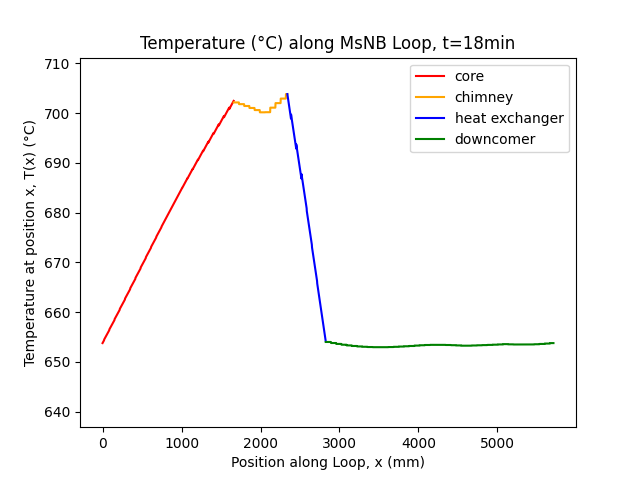 Temperature (°C) along MsNB Loop, t=18min
710
700
690
680
670
660
650
640
Temperature at position x, T(x) (°C)
core
chimney
heat exchanger
downcomer
0
1000
2000
3000
4000
5000
Position along Loop, x (mm)